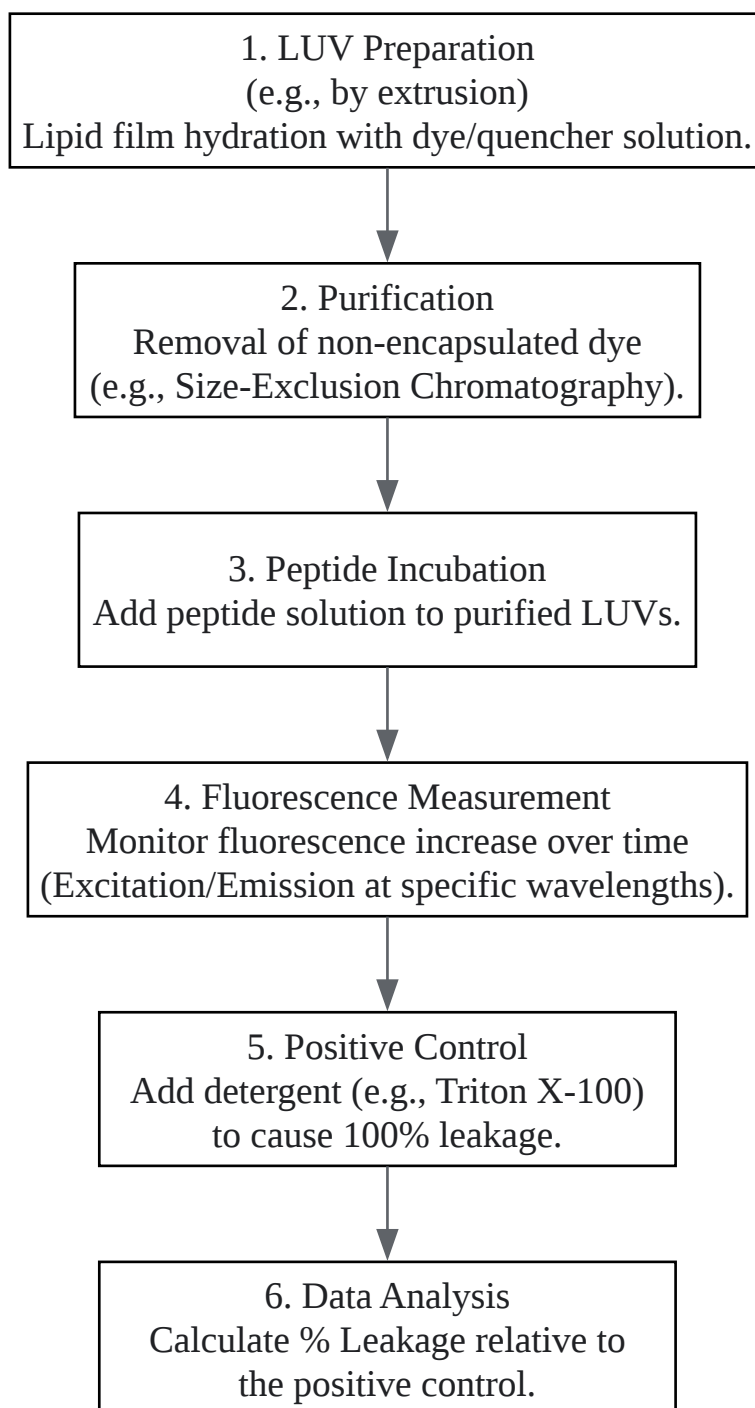 1. LUV Preparation
(e.g., by extrusion)
Lipid film hydration with dye/quencher solution.
2. Purification
Removal of non-encapsulated dye
(e.g., Size-Exclusion Chromatography).
3. Peptide Incubation
Add peptide solution to purified LUVs.
4. Fluorescence Measurement
Monitor fluorescence increase over time
(Excitation/Emission at specific wavelengths).
5. Positive Control
Add detergent (e.g., Triton X-100)
to cause 100% leakage.
6. Data Analysis
Calculate % Leakage relative to
the positive control.